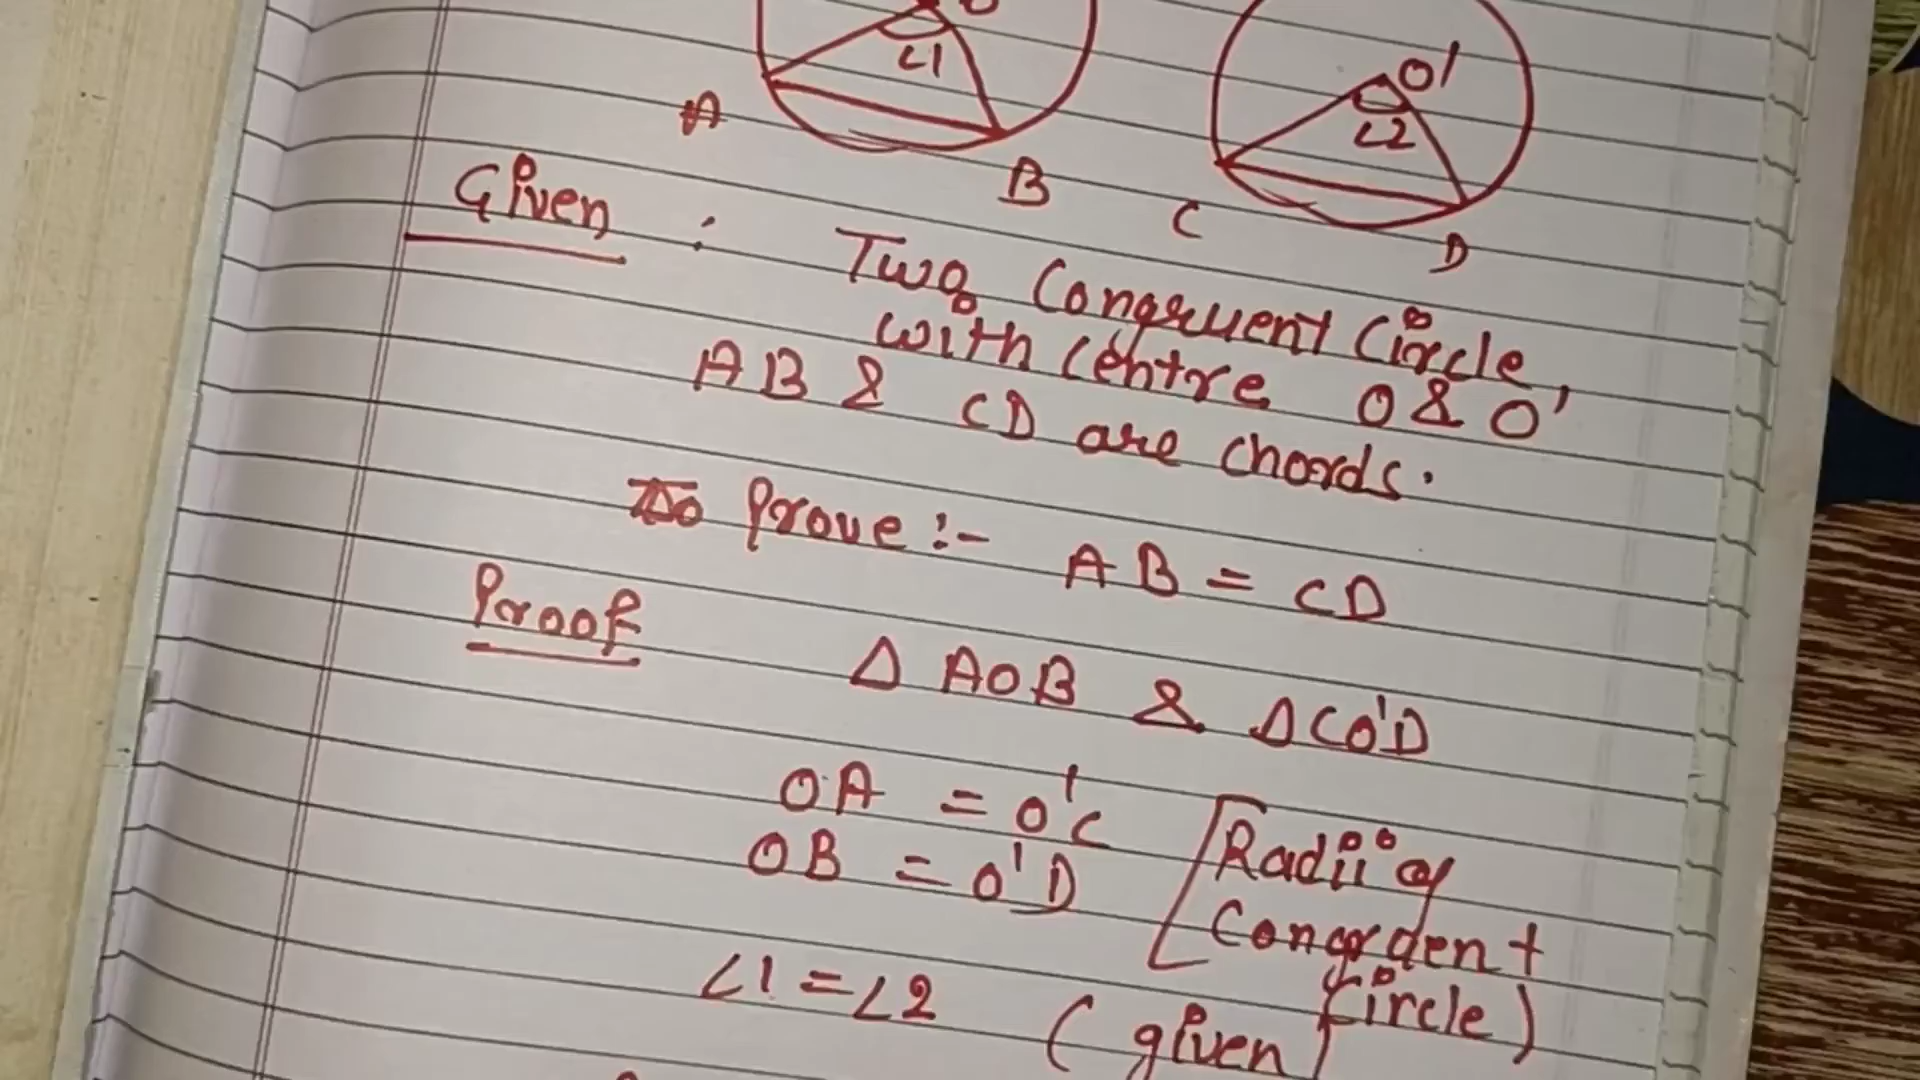 O
∠1
O'
∠2
A
B
C
D
Given : Two Congruent Circle,
with Centre O & O'
AB & CD are chords.
To Prove :- AB = CD
Proof
Δ AOB & ΔCO'D
OA = O'C [Radii of
OB = O'D Congruent
Circle)
∠1 = ∠2 (given)